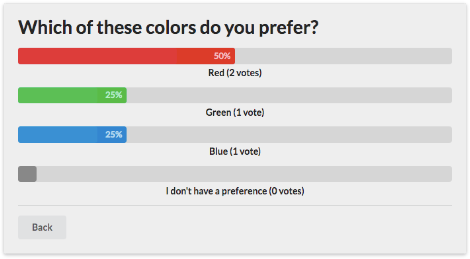 Which of these colors do you prefer?
50%
Red (2 votes)
25%
Green (1 vote)
25%
Blue (1 vote)
I don't have a preference (0 votes)
Back